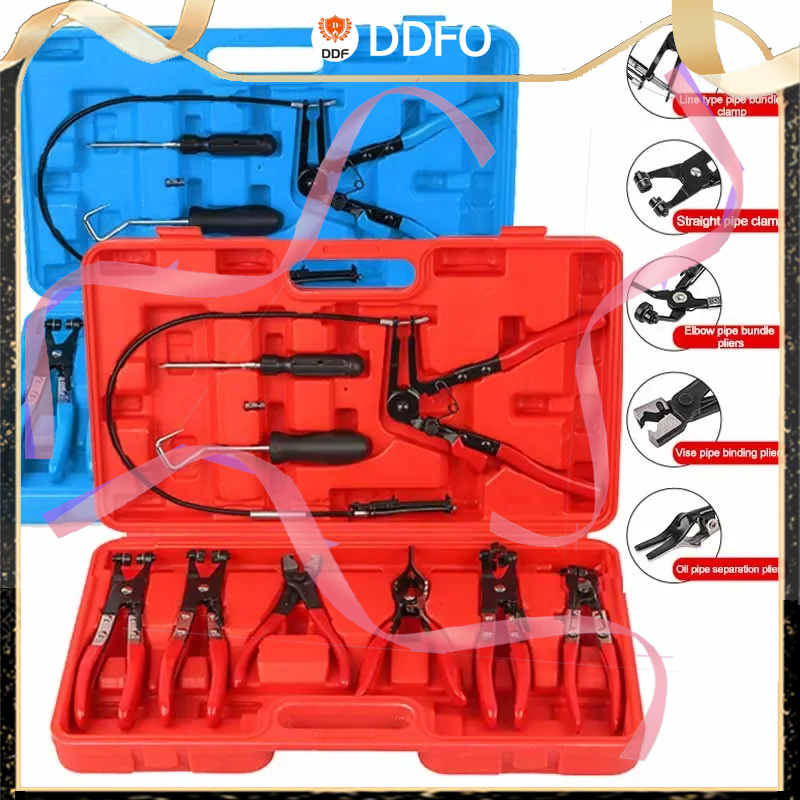 DDF
DDFO
Line type pipe bundle
clamp
Straight pipe clam
Elbow pipe bundle
pliers
Vise pipe binding plier
Oil pipe separation plier